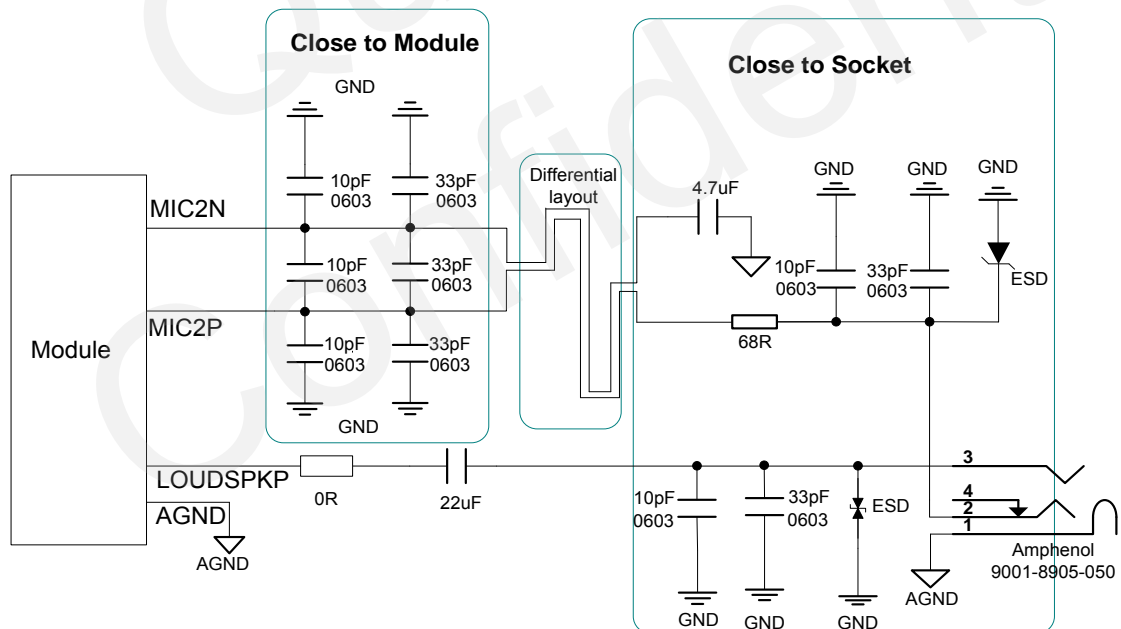 Close to Module
GND
10pF
0603
33pF
0603
MIC2N
10pF
0603
33pF
0603
MIC2P
10pF
0603
33pF
0603
GND
Module
LOUDSPKP
0R
22uF
AGND
AGND
Differential
layout
Close to Socket
4.7uF
GND
GND
GND
10pF
0603
33pF
0603
ESD
68R
10pF
0603
33pF
0603
ESD
3
4
2
1
Amphenol
9001-8905-050
AGND
GND
GND
GND